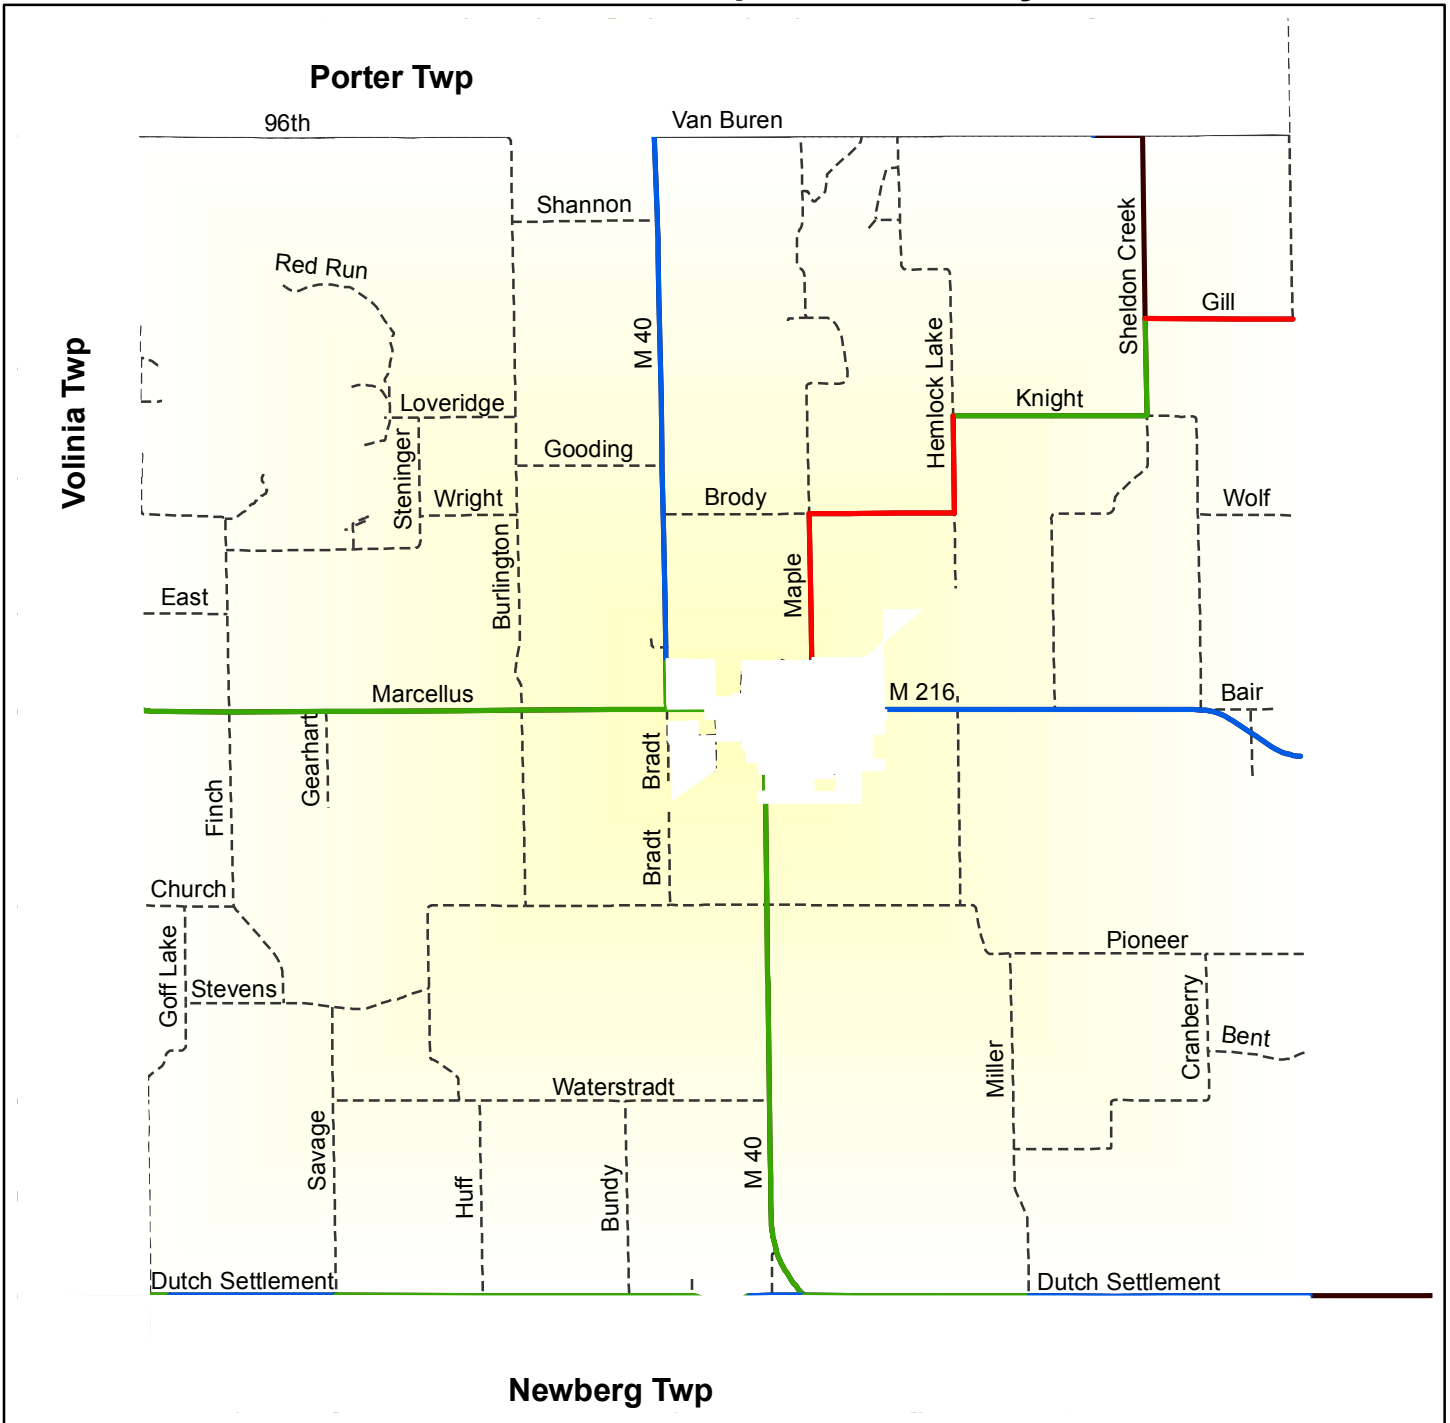 Porter Twp
96th
Van Buren
Shannon
Sheldon Creek
Red Run
Gill
M 40
Hemlock Lake
Volinia Twp
Loveridge
Knight
Steninger
Gooding
Wright
Brody
Wolf
Burlington
Maple
East
Marcellus
M 216
Bair
Gearhart
Bradt
Finch
Bradt
Church
Goff Lake
Pioneer
Stevens
Cranberry
Bent
Miller
Waterstradt
Savage
M 40
Huff
Bundy
Dutch Settlement
Dutch Settlement
Newberg Twp